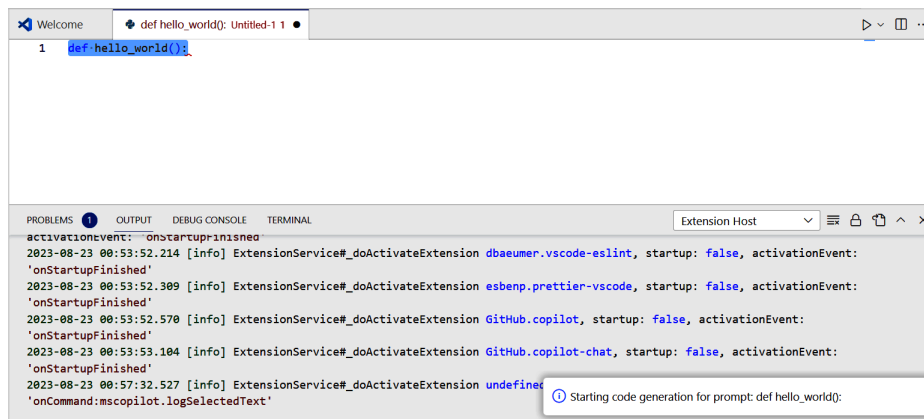 Welcome
def hello_world(): Untitled-1 1
1 def hello_world():
PROBLEMS 1 OUTPUT DEBUG CONSOLE TERMINAL Extension Host
activationEvent: 'onStartupFinished'
2023-08-23 00:53:52.214 [info] ExtensionService#_doActivateExtension dbaeumer.vscode-eslint, startup: false, activationEvent:
'onStartupFinished'
2023-08-23 00:53:52.309 [info] ExtensionService#_doActivateExtension esbenp.prettier-vscode, startup: false, activationEvent:
'onStartupFinished'
2023-08-23 00:53:52.570 [info] ExtensionService#_doActivateExtension GitHub.copilot, startup: false, activationEvent:
'onStartupFinished'
2023-08-23 00:53:53.104 [info] ExtensionService#_doActivateExtension GitHub.copilot-chat, startup: false, activationEvent:
'onStartupFinished'
2023-08-23 00:57:32.527 [info] ExtensionService#_doActivateExtension undefined
'onCommand:mscopilot.logSelectedText'
Starting code generation for prompt: def hello_world():